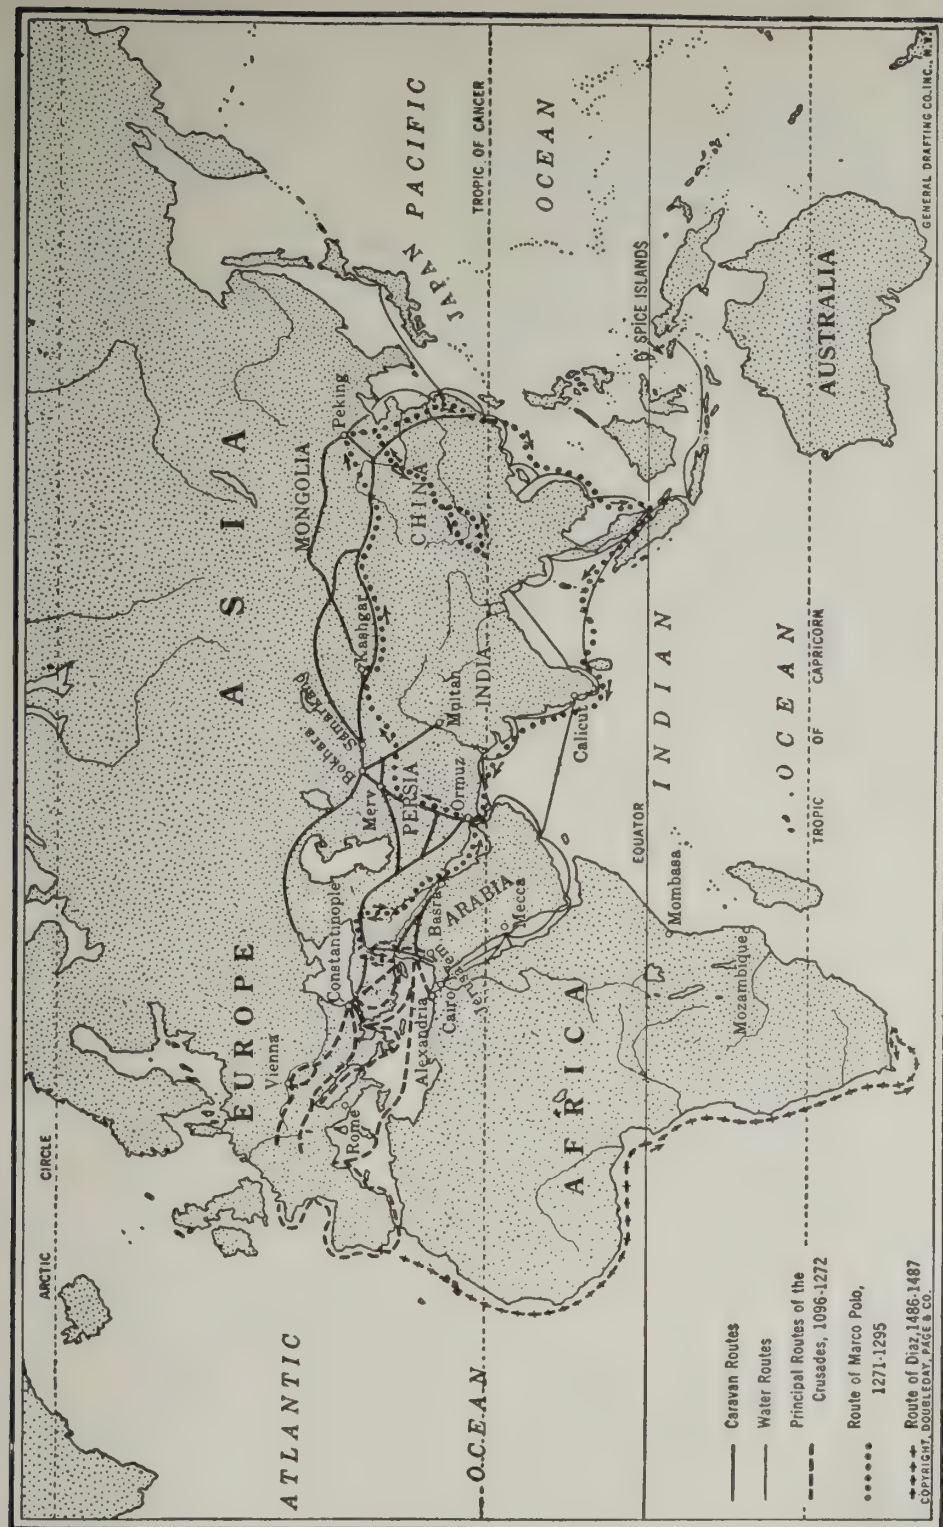 ARCTIC CIRCLE
ATLANTIC
OCEAN
EUROPE
ASIA
AFRICA
AUSTRALIA
PACIFIC
OCEAN
INDIAN
OCEAN
TROPIC OF CANCER
EQUATOR
TROPIC OF CAPRICORN
MONGOLIA
CHINA
JAPAN
INDIA
PERSIA
ARABIA
SPICE ISLANDS
Vienna
Rome
Constantinople
Alexandria
Cairo
Jerusalem
Basra
Mecca
Merv
Bokhara
Samarkand
Kashgar
Peking
Ormuz
Multan
Calicut
Mombasa
Mozambique
Caravan Routes
Water Routes
Principal Routes of the
Crusades, 1096-1272
Route of Marco Polo,
1271-1295
Route of Diaz, 1486-1487
COPYRIGHT, DOUBLEDAY, PAGE & CO.
GENERAL DRAFTING CO. INC., N.Y.